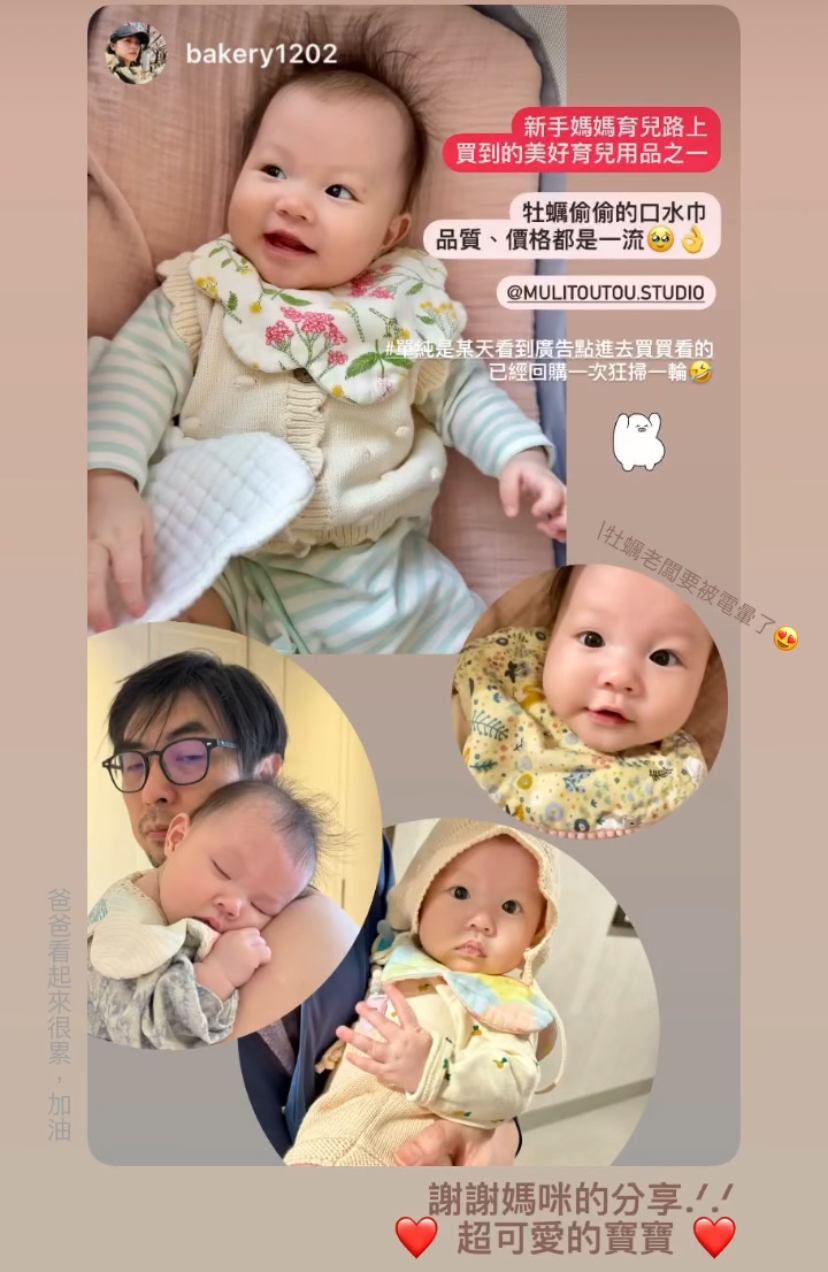 bakery1202
新手媽媽育兒路上
買到的美好育兒用品之一
牡蠣偷偷的口水巾
品質、價格都是一流🥹👌
@MULITOUTOU.STUDIO
#單純是某天看到廣告點進去買買看的
已經回購一次狂掃一輪🤣
|牡蠣老闆要被電暈了😍
爸爸看起來很累，加油
謝謝媽咪的分享.ᐟ.ᐟ
❤️ 超可愛的寶寶 ❤️